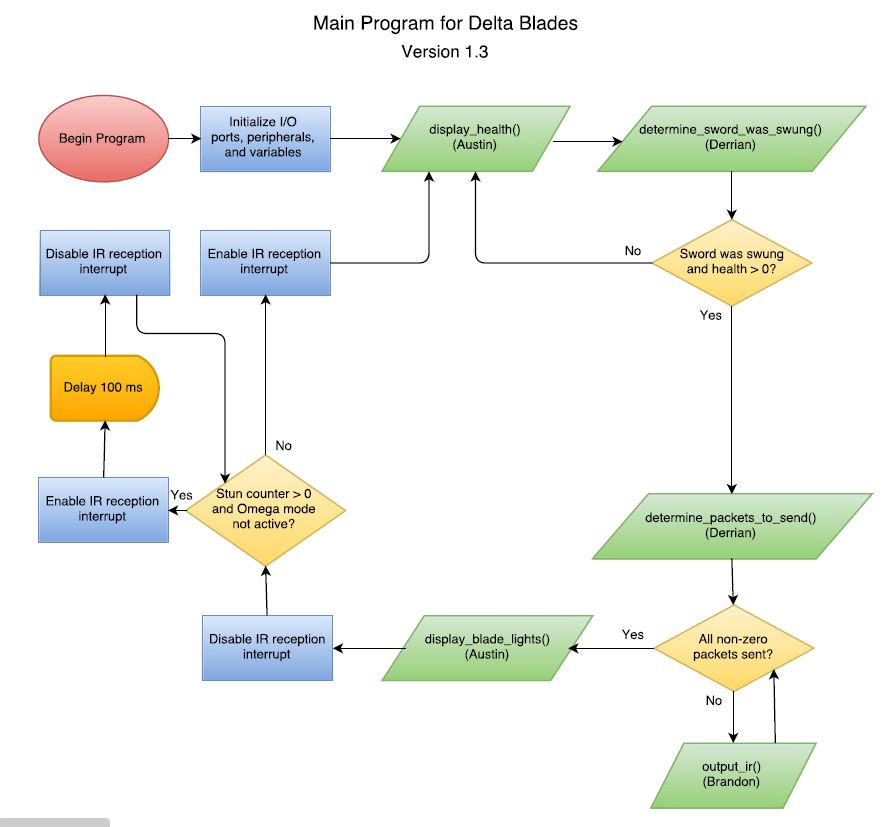 Main Program for Delta Blades
Version 1.3
Begin Program
Initialize I/O
ports, peripherals,
and variables
display_health()
(Austin)
determine_sword_was_swung()
(Derrian)
Disable IR reception
interrupt
Enable IR reception
interrupt
No
Sword was swung
and health > 0?
Yes
Delay 100 ms
No
Enable IR reception
interrupt
Yes
Stun counter > 0
and Omega mode
not active?
determine_packets_to_send()
(Derrian)
Disable IR reception
interrupt
display_blade_lights()
(Austin)
Yes
All non-zero
packets sent?
No
output_ir()
(Brandon)